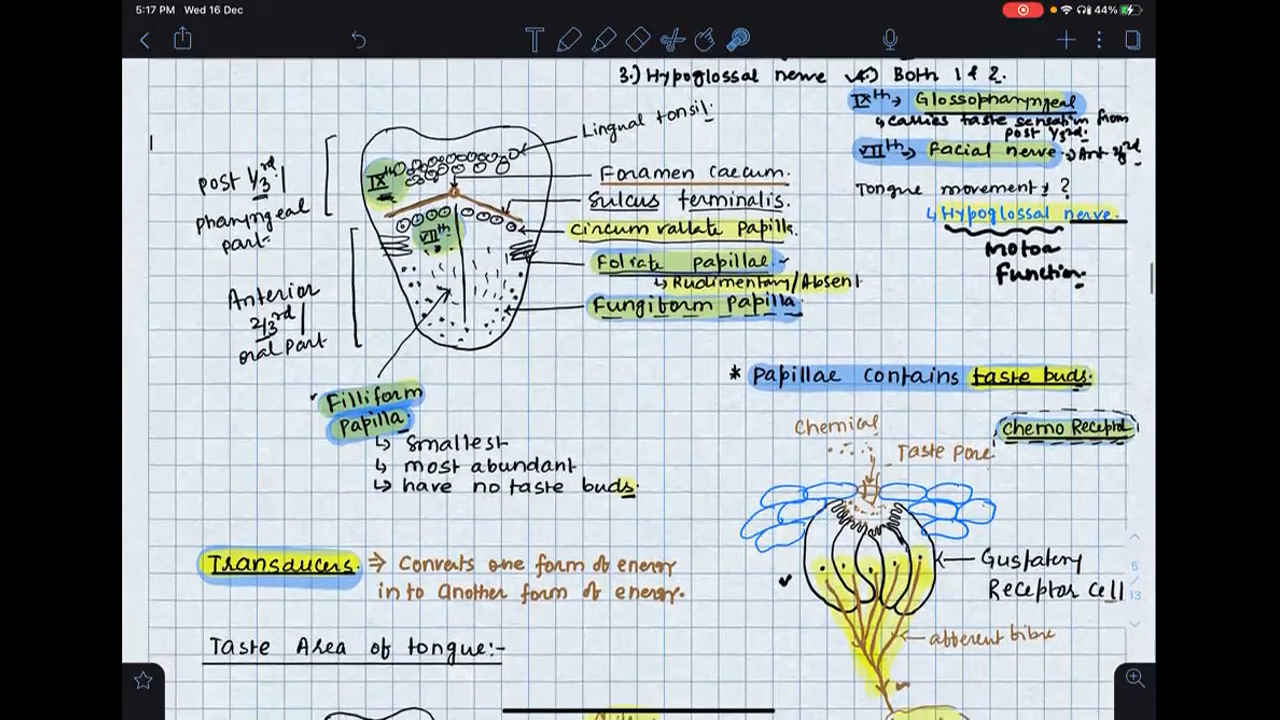 5:17 PM Wed 16 Dec
44%
3.) Hypoglossal nerve 4.) Both 1 & 2.
IXth → Glossopharyngeal
↳ carries taste sensation from
post 1/3rd.
VIIth → Facial nerve → Ant 2/3rd
Tongue movement ?
↳ Hypoglossal nerve.
Motor
Function.
Lingual tonsil.
Foramen caecum.
Sulcus terminalis.
Circum vallate papilla.
Foliate papillae
↳ Rudimentary/Absent
Fungiform Papilla
post 1/3rd/
pharyngeal
part.
IXth
VIIth
Anterior
2/3rd/
oral part.
Filliform
Papilla.
↳ Smallest
↳ most abundant
↳ have no taste buds.
* Papillae contains taste buds.
Chemical
Chemo Receptor
Taste Pore
Gustatory
Receptor cell
afferent fibre
Transducers. ⇒ Converts one form of energy
in to another form of energy.
Taste Area of tongue:-
6
13